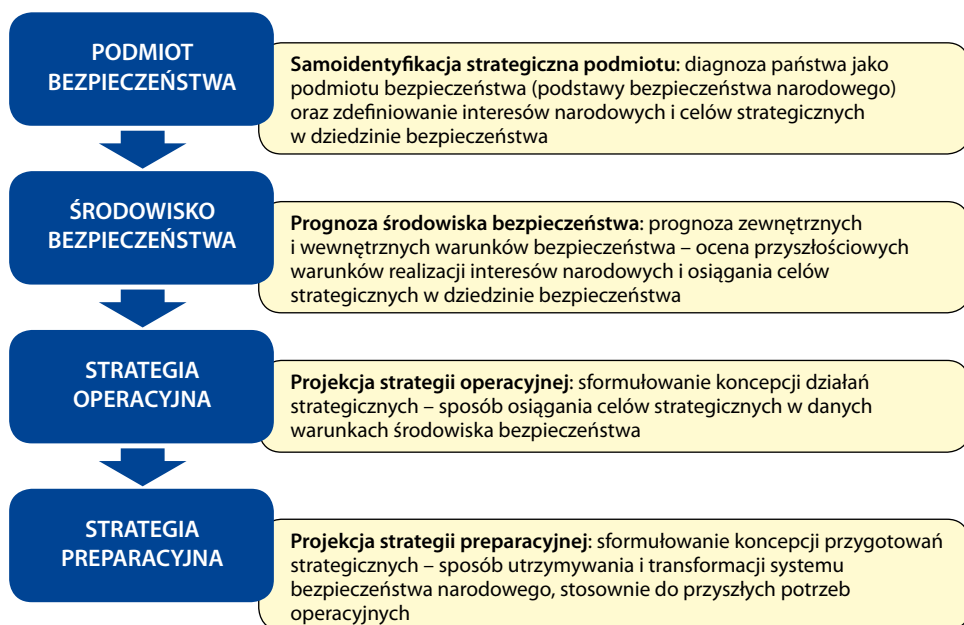 PODMIOT
BEZPIECZEŃSTWA
Samoidentyfikacja strategiczna podmiotu: diagnoza państwa jako
podmiotu bezpieczeństwa (podstawy bezpieczeństwa narodowego)
oraz zdefiniowanie interesów narodowych i celów strategicznych
w dziedzinie bezpieczeństwa
ŚRODOWISKO
BEZPIECZEŃSTWA
Prognoza środowiska bezpieczeństwa: prognoza zewnętrznych
i wewnętrznych warunków bezpieczeństwa – ocena przyszłościowych
warunków realizacji interesów narodowych i osiągania celów
strategicznych w dziedzinie bezpieczeństwa
STRATEGIA
OPERACYJNA
Projekcja strategii operacyjnej: sformułowanie koncepcji działań
strategicznych – sposób osiągania celów strategicznych w danych
warunkach środowiska bezpieczeństwa
STRATEGIA
PREPARACYJNA
Projekcja strategii preparacyjnej: sformułowanie koncepcji przygotowań
strategicznych – sposób utrzymywania i transformacji systemu
bezpieczeństwa narodowego, stosownie do przyszłych potrzeb
operacyjnych